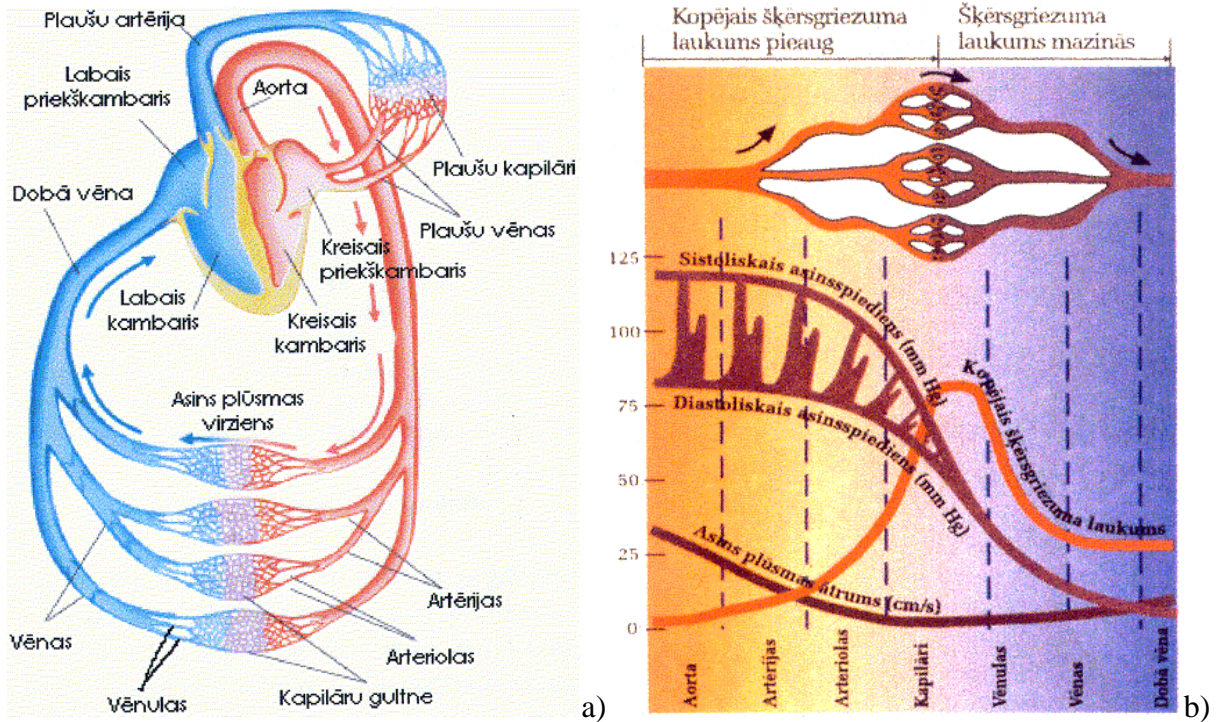 Plaušu artērija
Labais
priekškambaris
Aorta
Dobā vēna
Plaušu kapilāri
Plaušu vēnas
Kreisais
priekškambaris
Labais
kambaris
Kreisais
kambaris
Asins plūsmas
virziens
Artērijas
Vēnas
Arteriolas
Vēnulas
Kapilāru gultne
a)
Kopējais šķērsgriezuma
laukums pieaug
Šķērsgriezuma
laukums mazinās
125
100
75
50
25
0
Sistoliskais asinsspiediens (mm Hg)
Diastoliskais asinsspiediens (mm Hg)
Kopējais šķērsgriezuma laukums
Asins plūsmas ātrums (cm/s)
Aorta
Artērijas
Arteriolas
Kapilāri
Vēnulas
Vēnas
Dobā vēna
b)